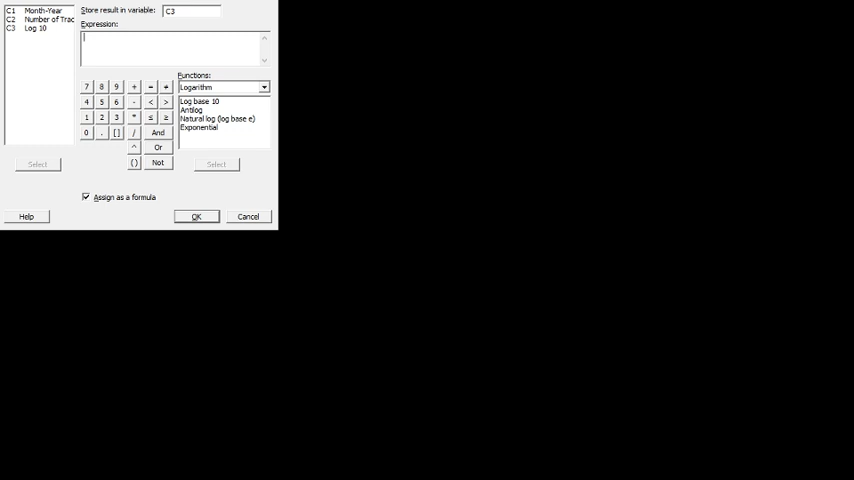 C1 Month-Year
C2 Number of Trac
C3 Log 10
Store result in variable: C3
Expression:
Functions:
Logarithm
Log base 10
Antilog
Natural log (log base e)
Exponential
7 8 9 + = ≠
4 5 6 - < >
1 2 3 * ≤ ≥
0 . [] / And
^ Or
() Not
Select
Select
Assign as a formula
Help
OK
Cancel